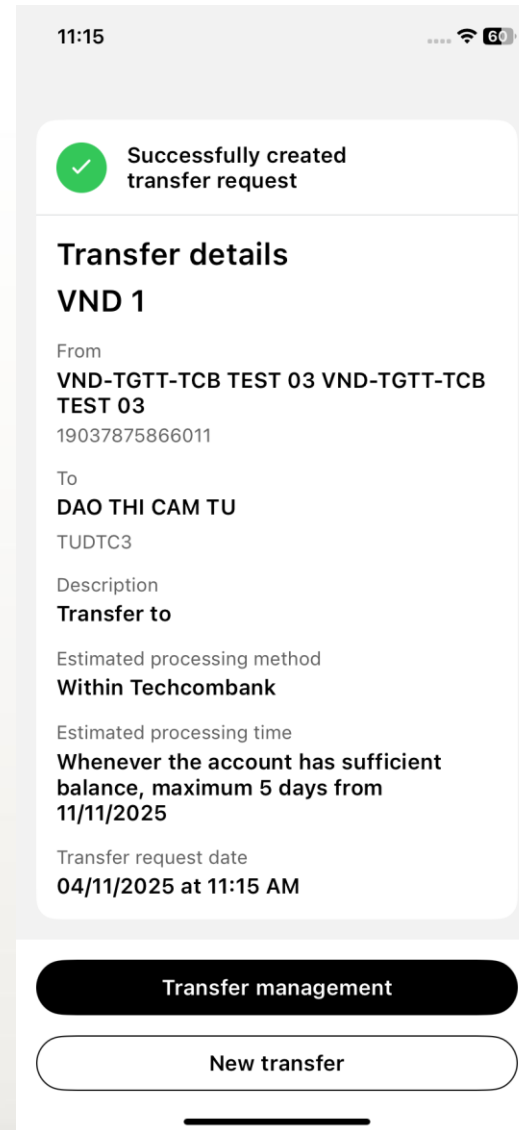 11:15
60
Successfully created
transfer request
Transfer details
VND 1
From
VND-TGTT-TCB TEST 03 VND-TGTT-TCB
TEST 03
19037875866011
To
DAO THI CAM TU
TUDTC3
Description
Transfer to
Estimated processing method
Within Techcombank
Estimated processing time
Whenever the account has sufficient
balance, maximum 5 days from
11/11/2025
Transfer request date
04/11/2025 at 11:15 AM
Transfer management
New transfer